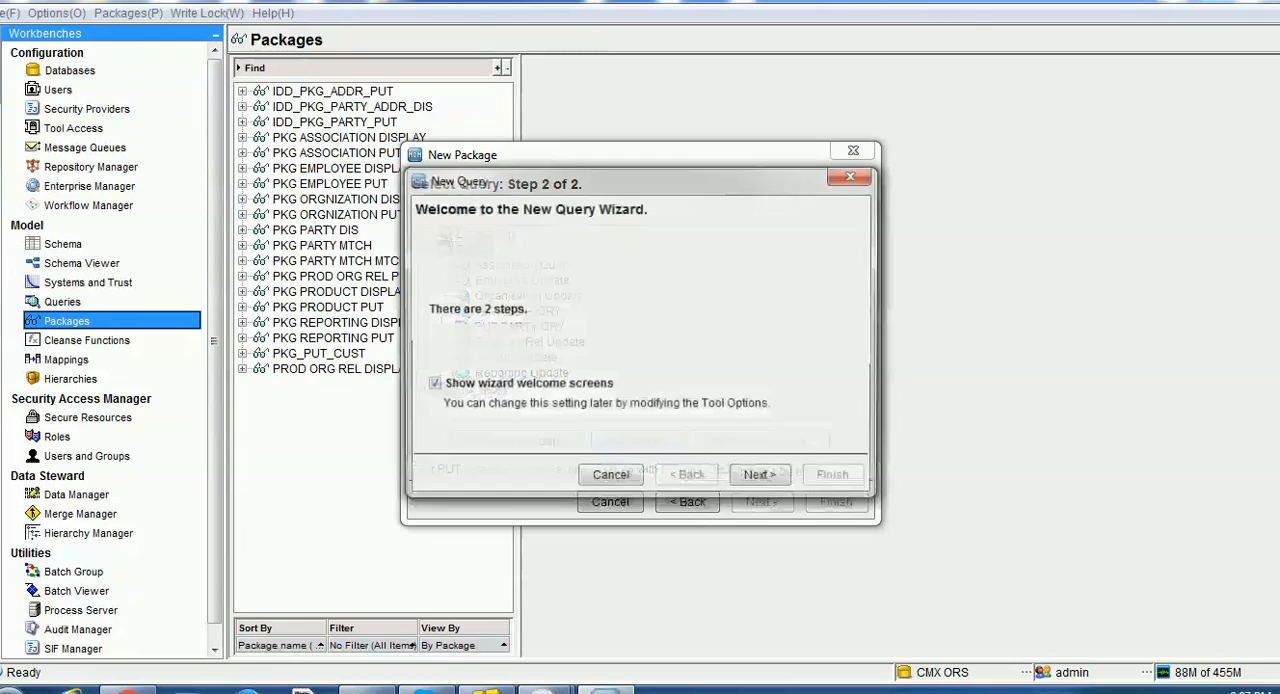 e(F) Options(O) Packages(P) Write Lock(W) Help(H)
Workbenches
Configuration
Databases
Users
Security Providers
Tool Access
Message Queues
Repository Manager
Enterprise Manager
Workflow Manager
Model
Schema
Schema Viewer
Systems and Trust
Queries
Packages
Cleanse Functions
Mappings
Hierarchies
Security Access Manager
Secure Resources
Roles
Users and Groups
Data Steward
Data Manager
Merge Manager
Hierarchy Manager
Utilities
Batch Group
Batch Viewer
Process Server
Audit Manager
SIF Manager
Packages
Find
IDD_PKG_ADDR_PUT
IDD_PKG_PARTY_ADDR_DIS
IDD_PKG_PARTY_PUT
PKG ASSOCIATION DISPLAY
PKG ASSOCIATION PUT
PKG EMPLOYEE DISPL
PKG EMPLOYEE PUT
PKG ORGNIZATION DIS
PKG ORGNIZATION PUT
PKG PARTY DIS
PKG PARTY MTCH
PKG PARTY MTCH MTC
PKG PROD ORG REL P
PKG PRODUCT DISPLA
PKG PRODUCT PUT
PKG REPORTING DISPL
PKG REPORTING PUT
PKG_PUT_CUST
PROD ORG REL DISPLA
Sort By Filter View By
Package name ( .. No Filter (All Items) By Package
New Package
New Query
Query: Step 2 of 2.
Welcome to the New Query Wizard.
Update
Organisation Update
There are 2 steps.
Rel Update
Reporting Update
Show wizard welcome screens
You can change this setting later by modifying the Tool Options.
PUT
Cancel < Back Next > Finish
Cancel < Back Next > Finish
Ready
CMX ORS
admin
88M of 455M